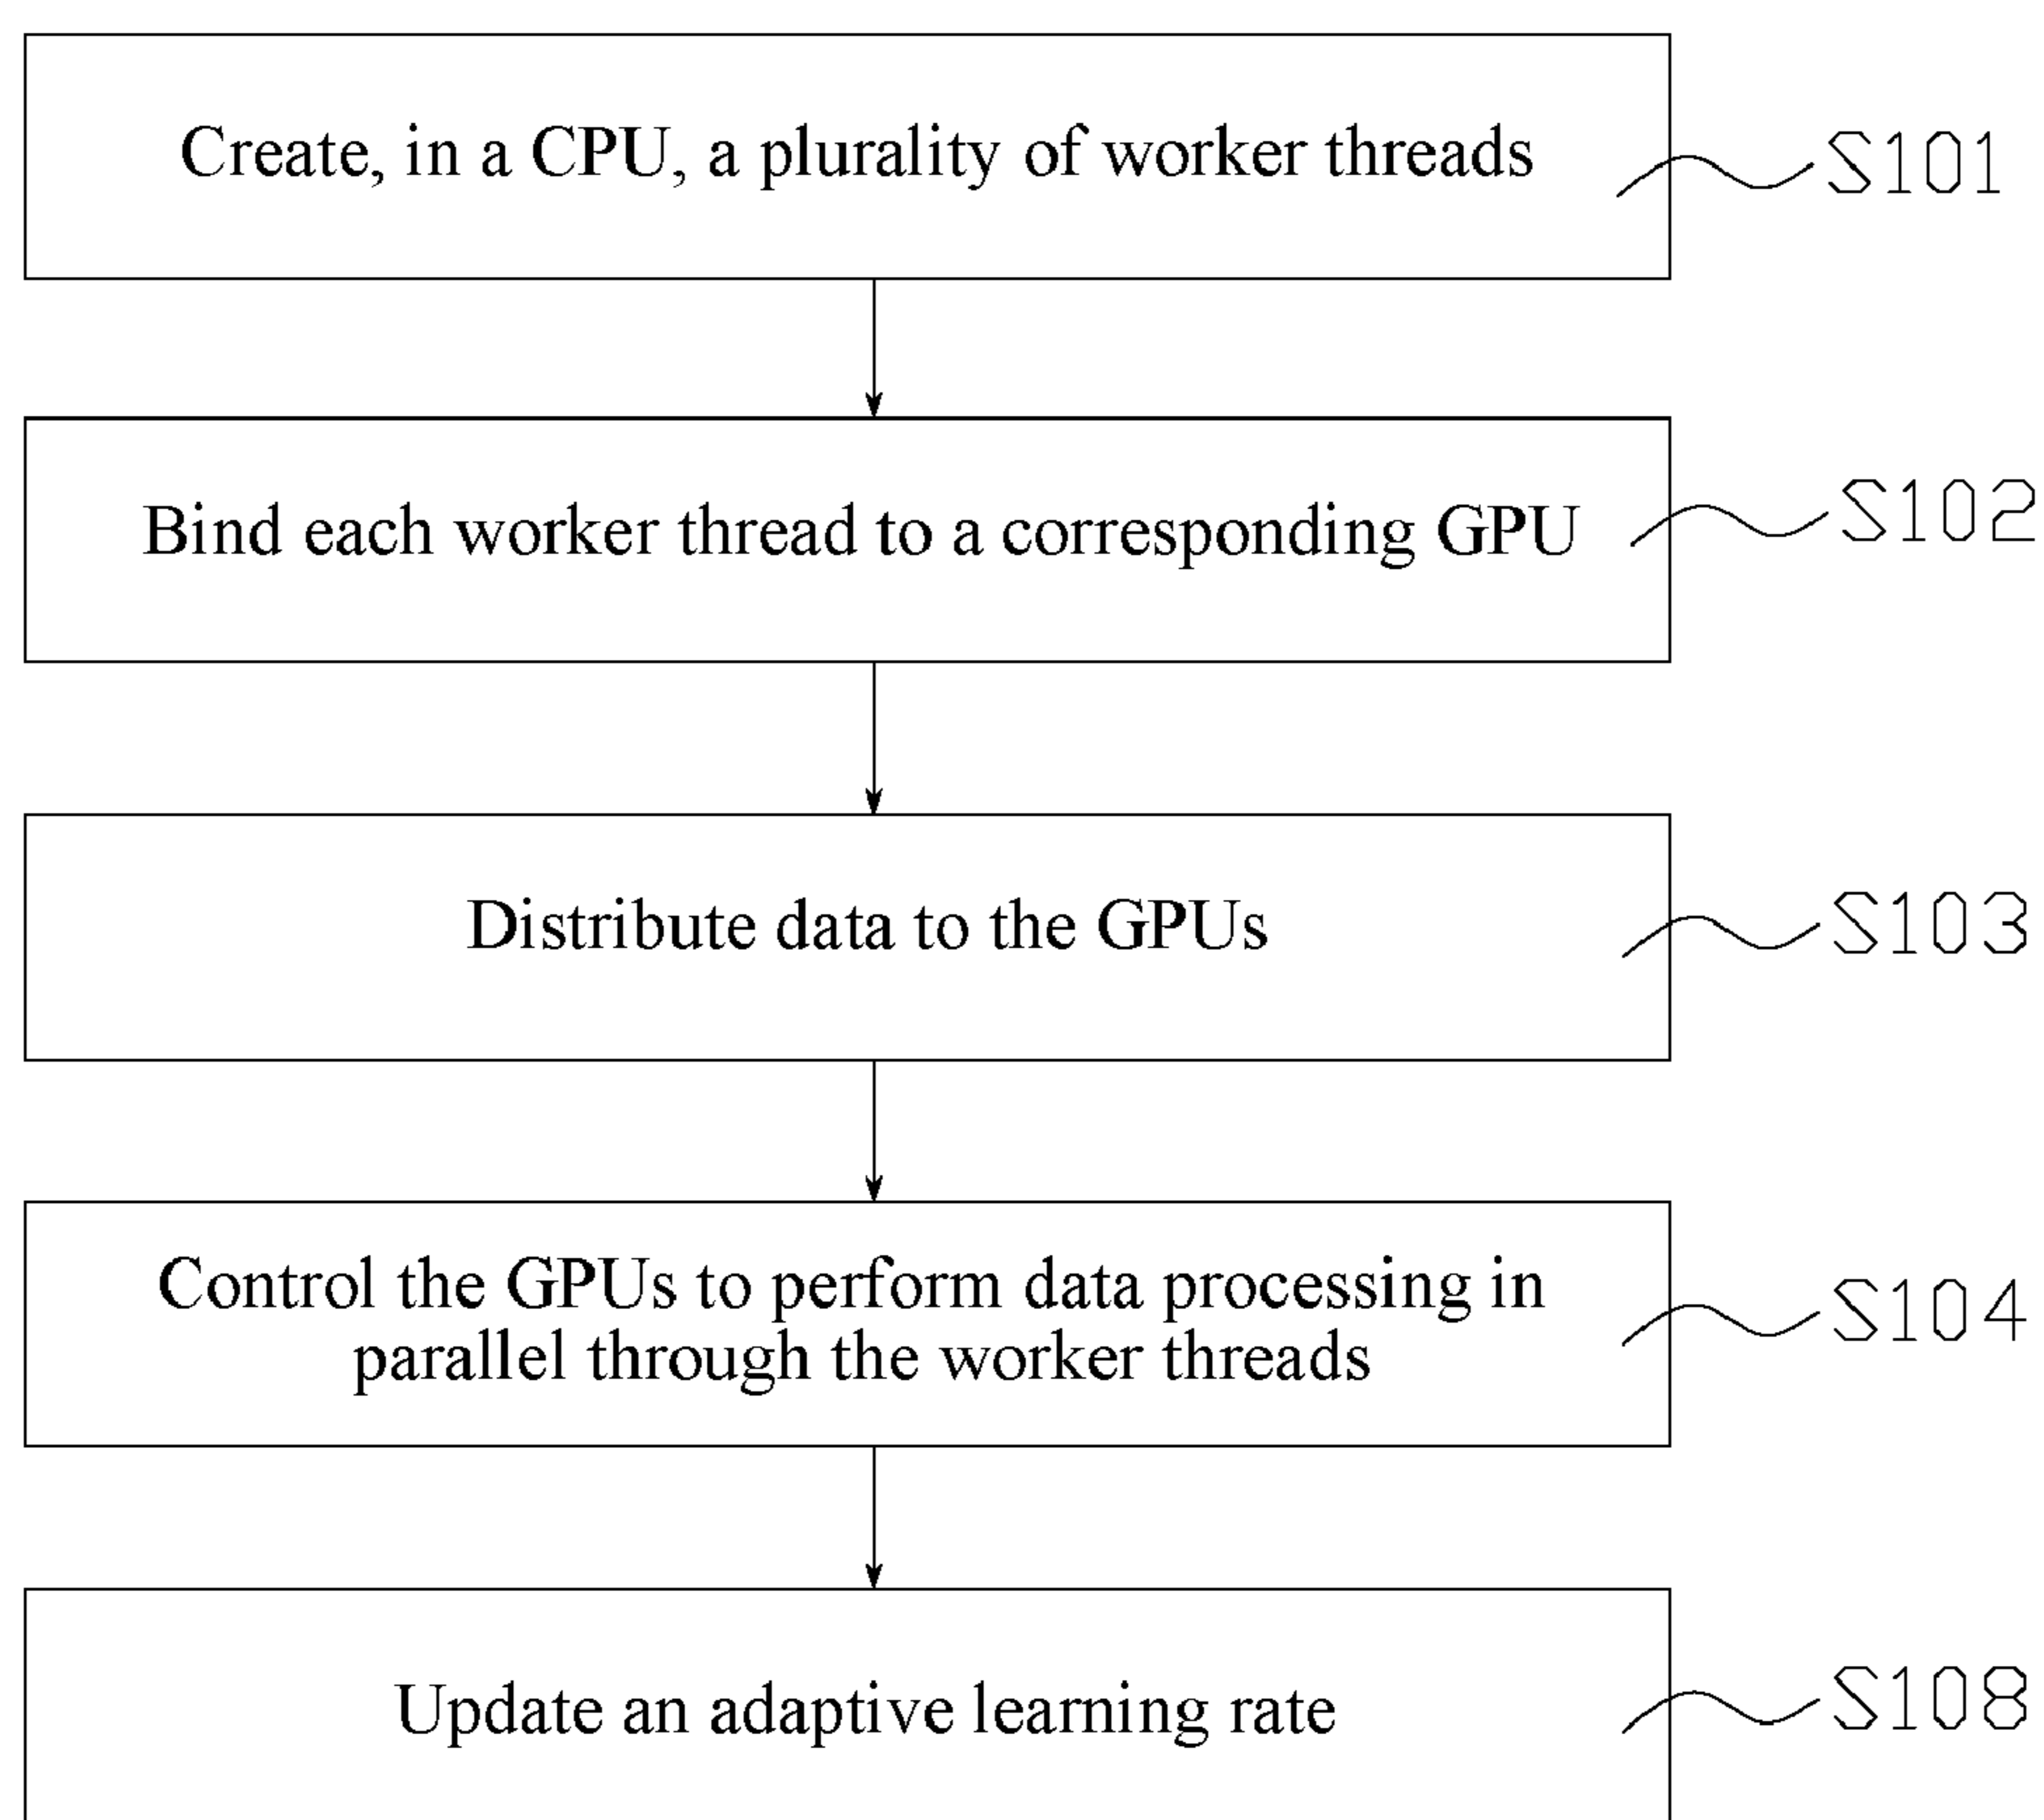 Create, in a CPU, a plurality of worker threads
S101
Bind each worker thread to a corresponding GPU
S102
Distribute data to the GPUs
S103
Control the GPUs to perform data processing in
parallel through the worker threads
S104
Update an adaptive learning rate
S108